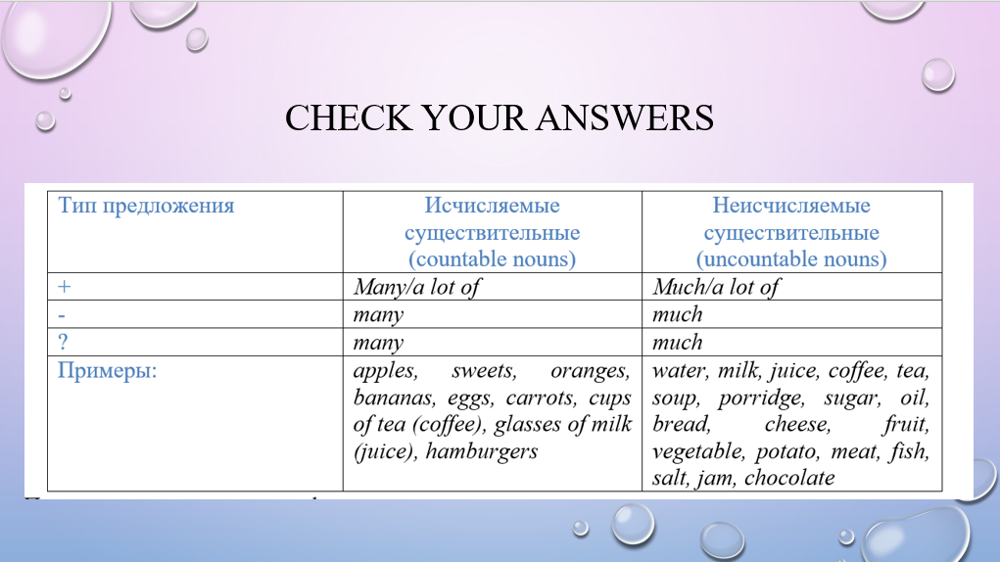 CHECK YOUR ANSWERS
Тип предложения
Исчисляемые
существительные
(countable nouns)
Неисчисляемые
существительные
(uncountable nouns)
+
Many/a lot of
Much/a lot of
-
many
much
?
many
much
Примеры:
apples, sweets, oranges,
bananas, eggs, carrots, cups
of tea (coffee), glasses of milk
(juice), hamburgers
water, milk, juice, coffee, tea,
soup, porridge, sugar, oil,
bread, cheese, fruit,
vegetable, potato, meat, fish,
salt, jam, chocolate